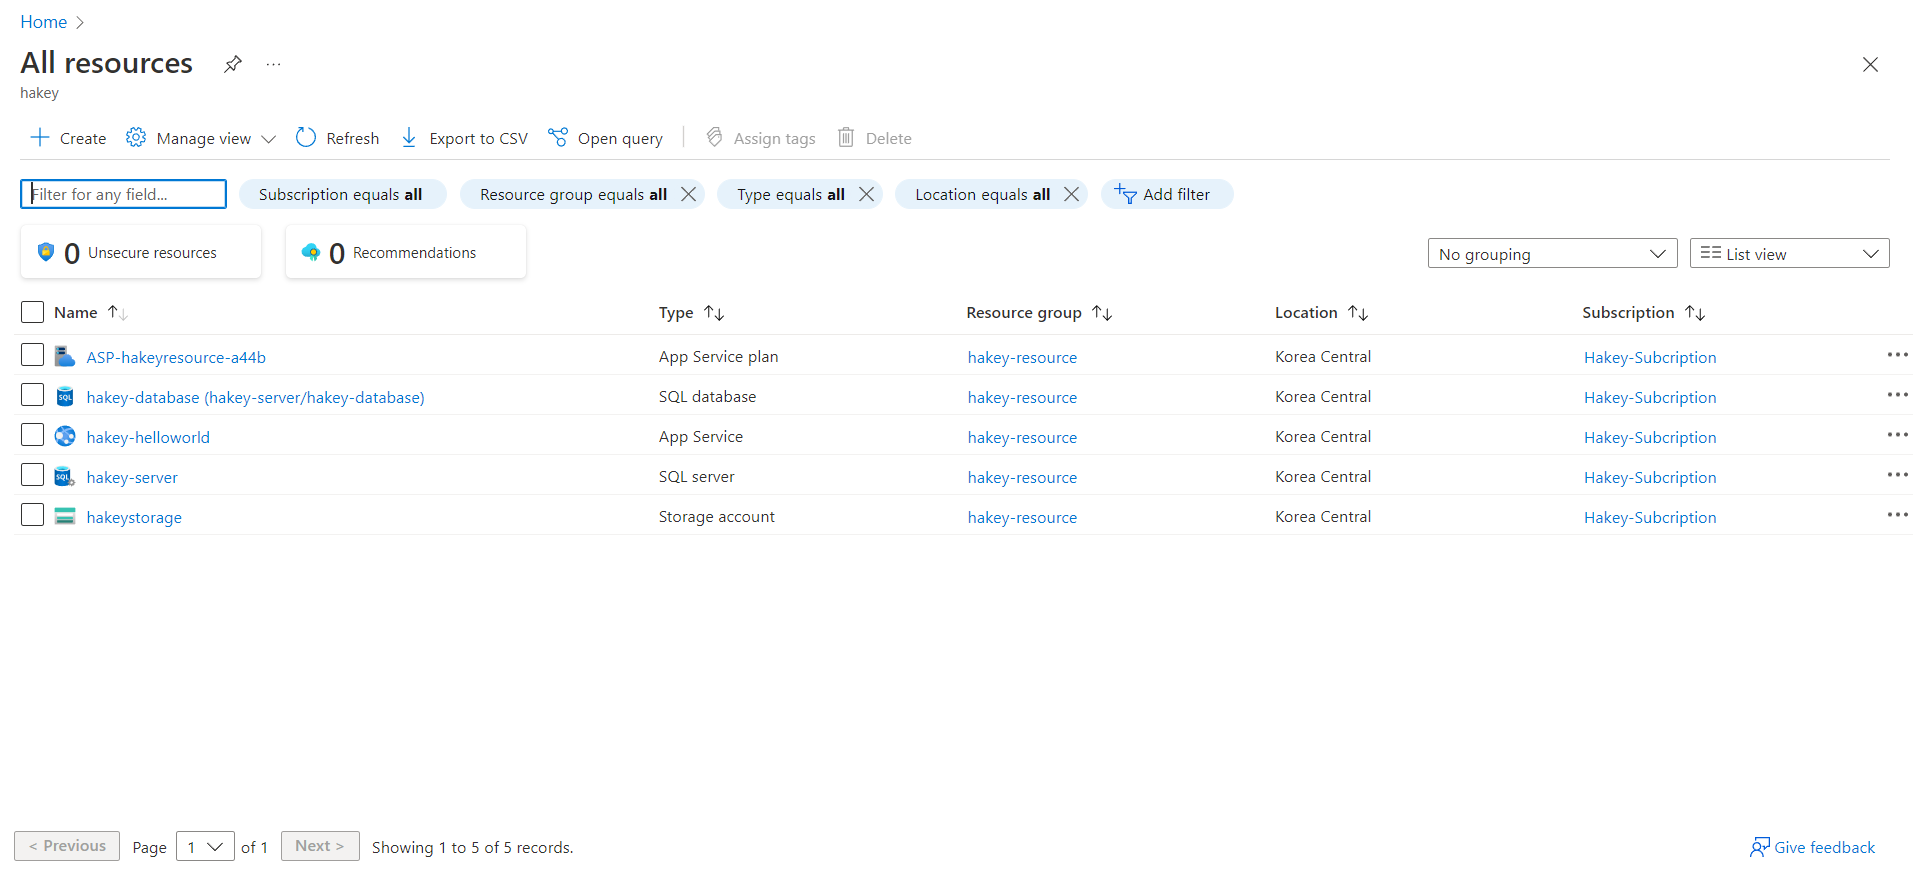 Home
All resources
hakey
Create Manage view Refresh Export to CSV Open query Assign tags Delete
Filter for any field... Subscription equals all Resource group equals all Type equals all Location equals all Add filter
0 Unsecure resources 0 Recommendations No grouping List view
Name Type Resource group Location Subscription
ASP-hakeyresource-a44b App Service plan hakey-resource Korea Central Hakey-Subcription
SQL hakey-database (hakey-server/hakey-database) SQL database hakey-resource Korea Central Hakey-Subcription
hakey-helloworld App Service hakey-resource Korea Central Hakey-Subcription
SQL hakey-server SQL server hakey-resource Korea Central Hakey-Subcription
hakeystorage Storage account hakey-resource Korea Central Hakey-Subcription
< Previous Page 1 of 1 Next > Showing 1 to 5 of 5 records. Give feedback